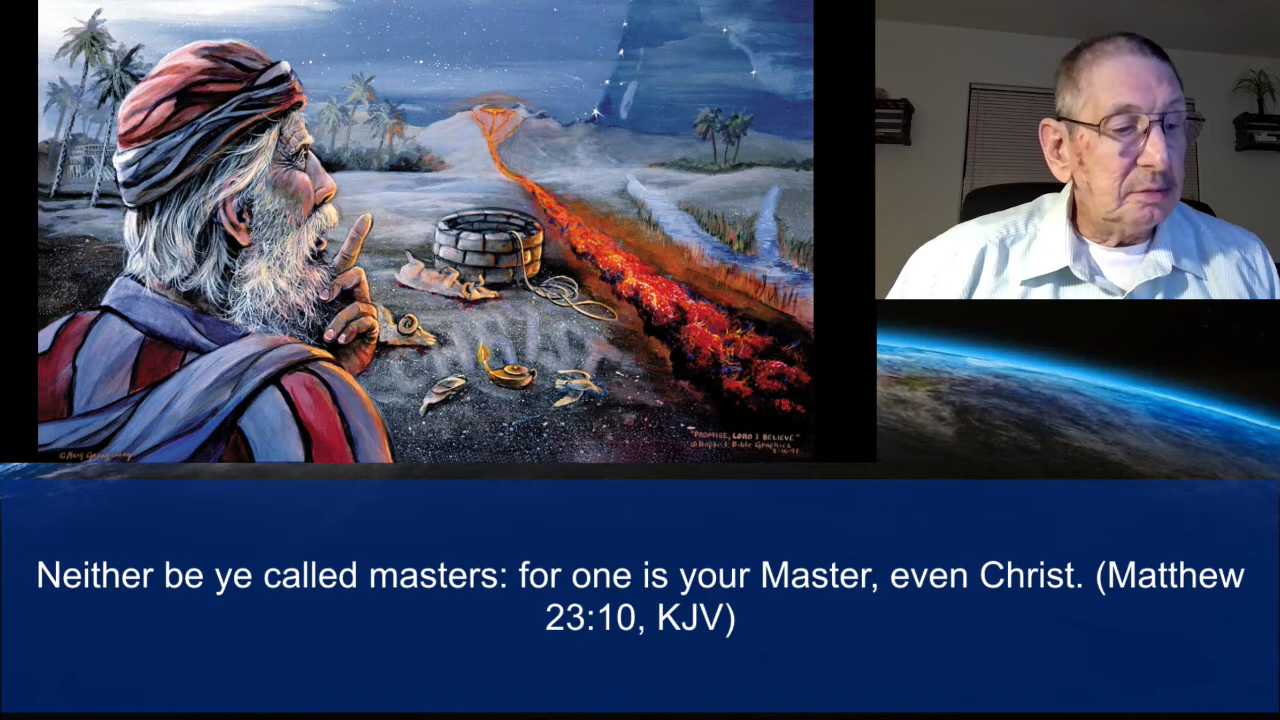 "PROMISE, LORD I BELIEVE"
Neither be ye called masters: for one is your Master, even Christ. (Matthew
23:10, KJV)